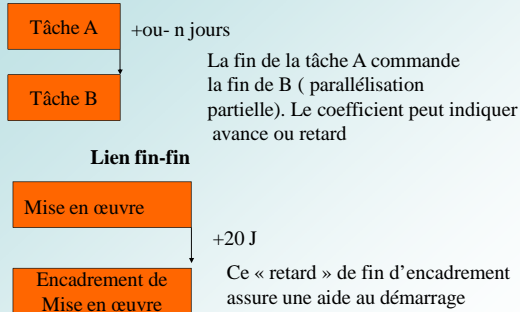 Tâche A
+ou- n jours
La fin de la tâche A commande
la fin de B ( parallélisation
partielle). Le coefficient peut indiquer
avance ou retard
Tâche B
Lien fin-fin
Mise en œuvre
+20 J
Encadrement de
Mise en œuvre
Ce « retard » de fin d’encadrement
assure une aide au démarrage